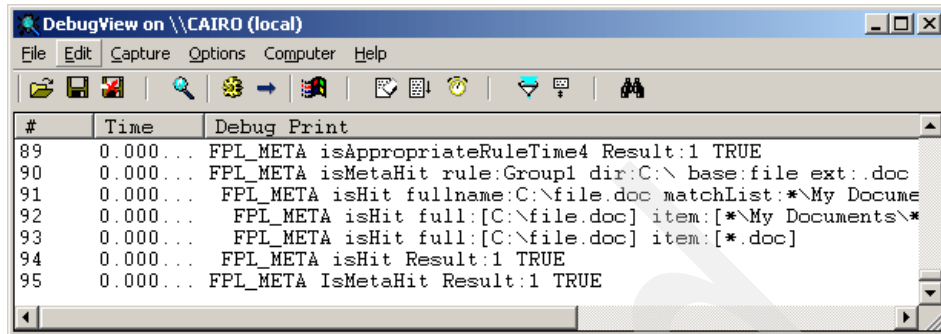 DebugView on \\CAIRO (local)
File Edit Capture Options Computer Help
# Time Debug Print
89 0.000... FPL_META isAppropriateRuleTime4 Result:1 TRUE
90 0.000... FPL_META isMetaHit rule:Group1 dir:C:\ base:file ext:.doc
91 0.000... FPL_META isHit fullname:C:\file.doc matchList:*\My Docume
92 0.000... FPL_META isHit full:[C:\file.doc] item:[*\My Documents\*
93 0.000... FPL_META isHit full:[C:\file.doc] item:[*.doc]
94 0.000... FPL_META isHit Result:1 TRUE
95 0.000... FPL_META IsMetaHit Result:1 TRUE